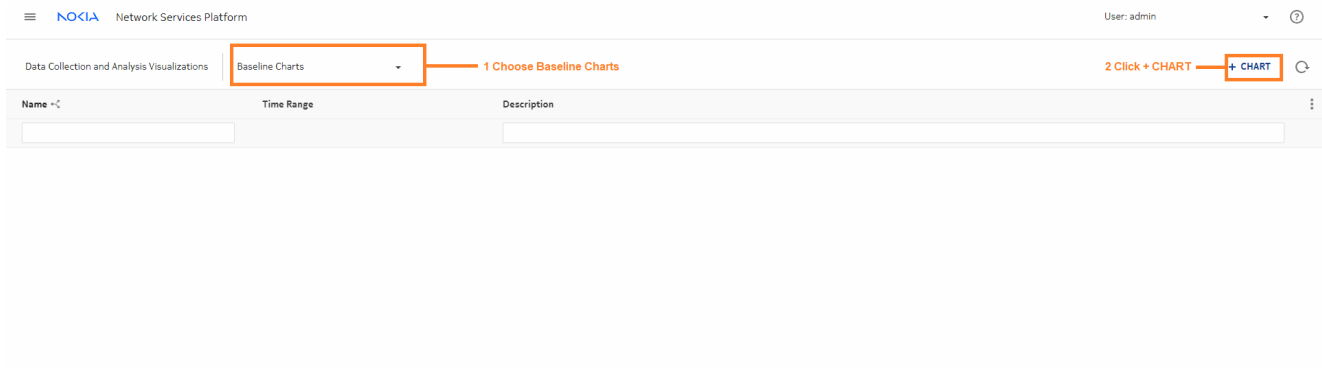 NOKIA Network Services Platform User: admin
Data Collection and Analysis Visualizations Baseline Charts 1 Choose Baseline Charts 2 Click + CHART + CHART
Name Time Range Description